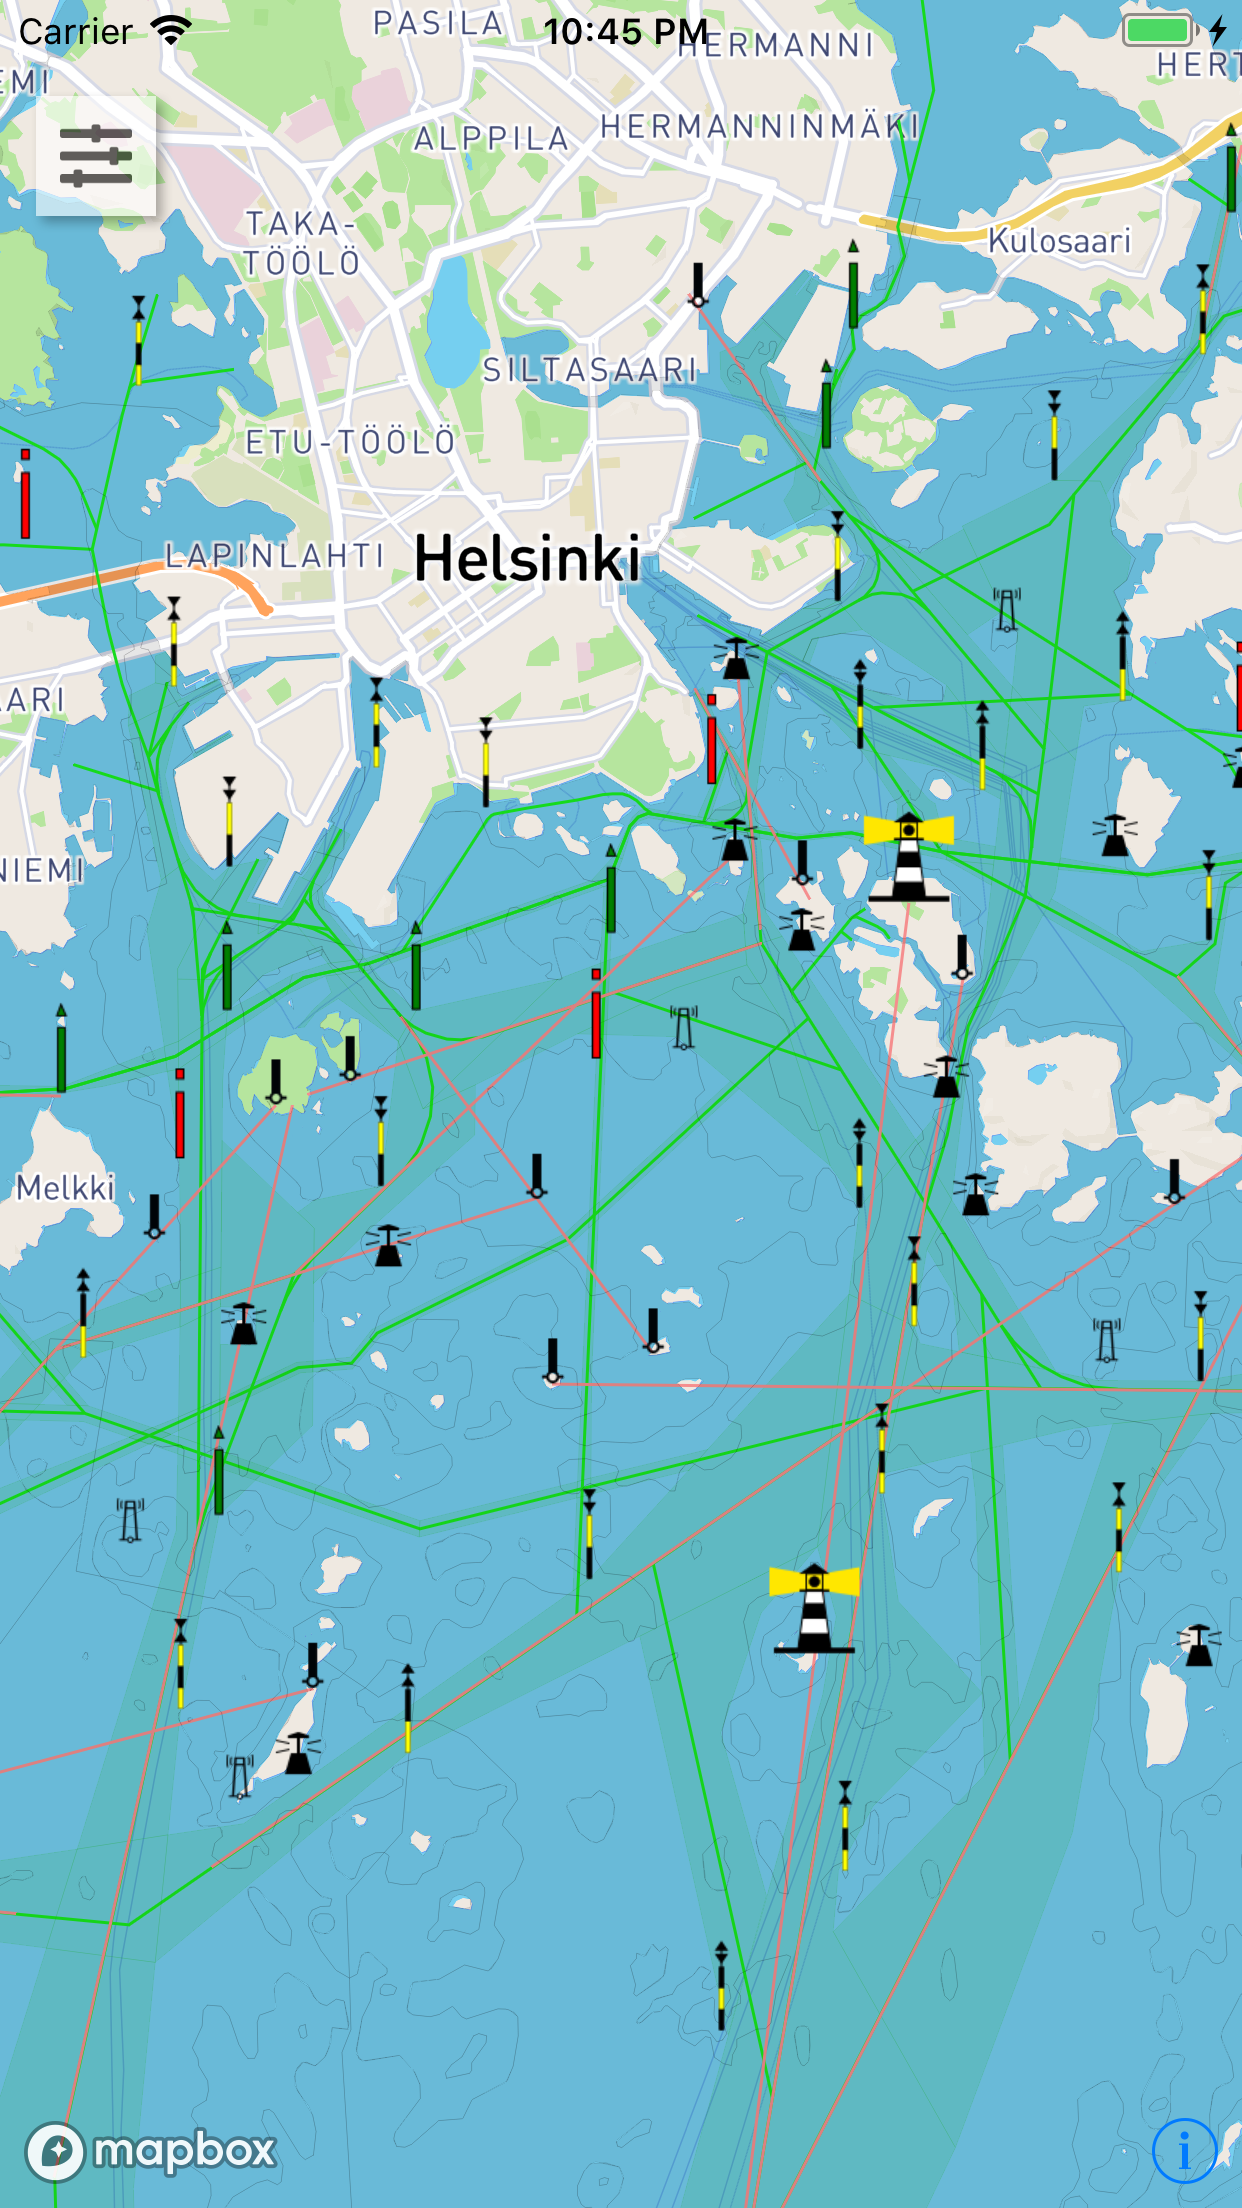 Carrier
10:45 PM
PASILA
HERMANNI
HERT
EMI
ALPPILA
HERMANNINMÄKI
TAKA-
TÖÖLÖ
Kulosaari
SILTASAARI
ETU-TÖÖLÖ
LAPINLAHTI
Helsinki
AARI
NIEMI
Melkki
mapbox
i